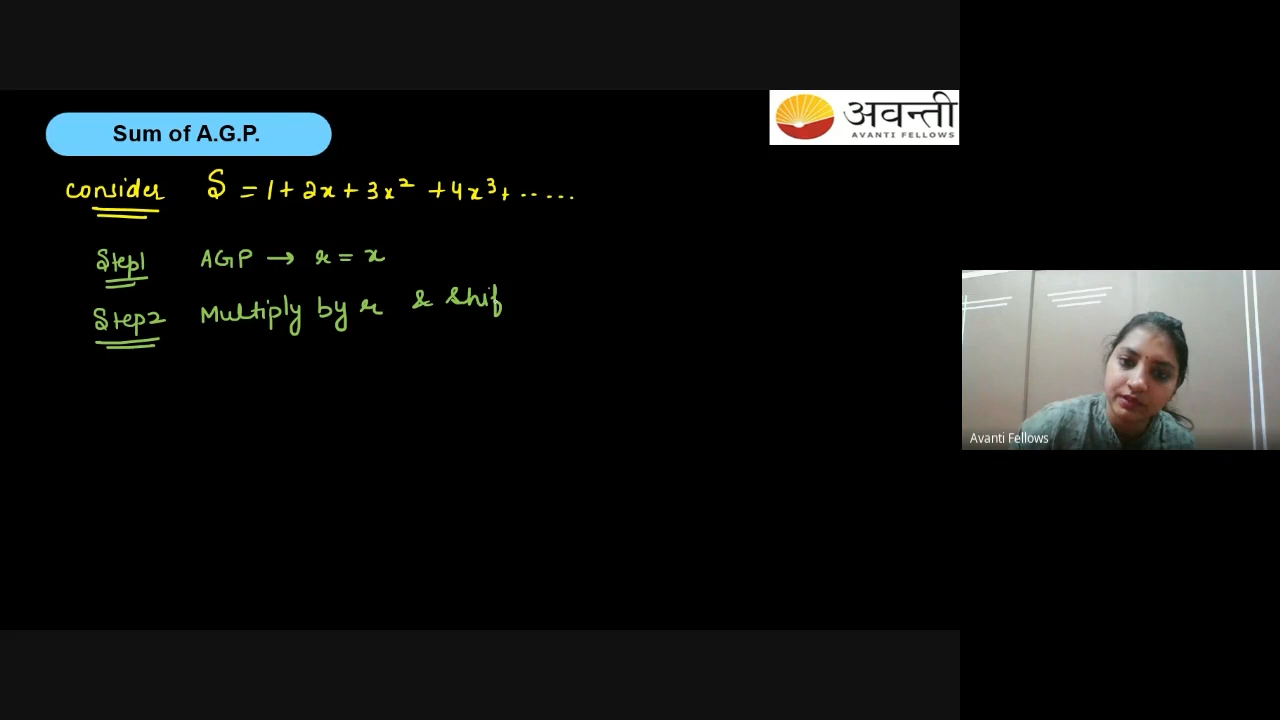 अवन्ती
AVANTI FELLOWS
Sum of A.G.P.
consider S = 1 + 2x + 3x² + 4x³ + .....
Step1 AGP → r = x
Step2 Multiply by r & Shif
Avanti Fellows